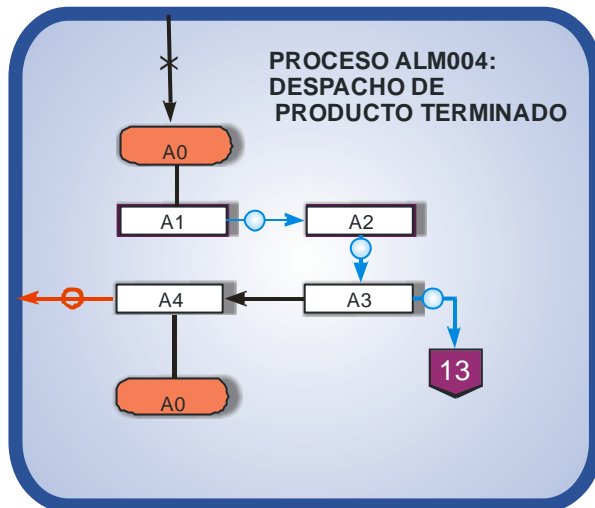 PROCESO ALM004:
DESPACHO DE
PRODUCTO TERMINADO
A0
A1
A2
A4
A3
13
A0